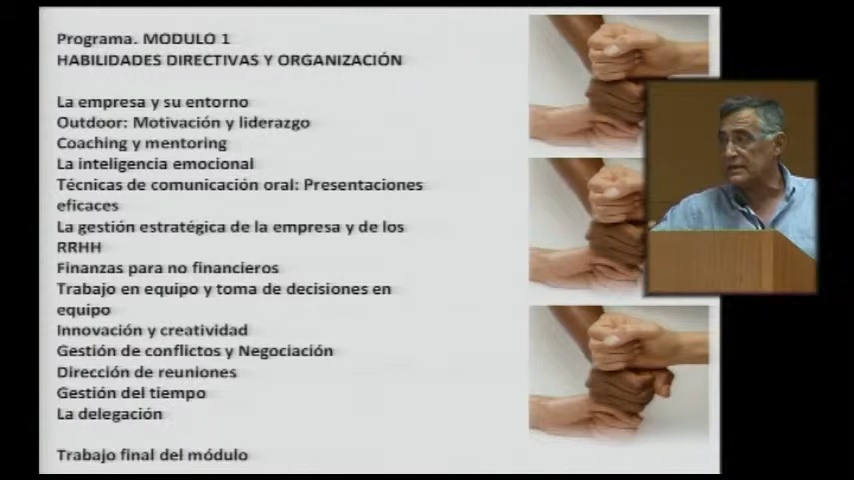 Programa. MODULO 1
HABILIDADES DIRECTIVAS Y ORGANIZACIÓN
La empresa y su entorno
Outdoor: Motivación y liderazgo
Coaching y mentoring
La inteligencia emocional
Técnicas de comunicación oral: Presentaciones
eficaces
La gestión estratégica de la empresa y de los
RRHH
Finanzas para no financieros
Trabajo en equipo y toma de decisiones en
equipo
Innovación y creatividad
Gestión de conflictos y Negociación
Dirección de reuniones
Gestión del tiempo
La delegación
Trabajo final del módulo